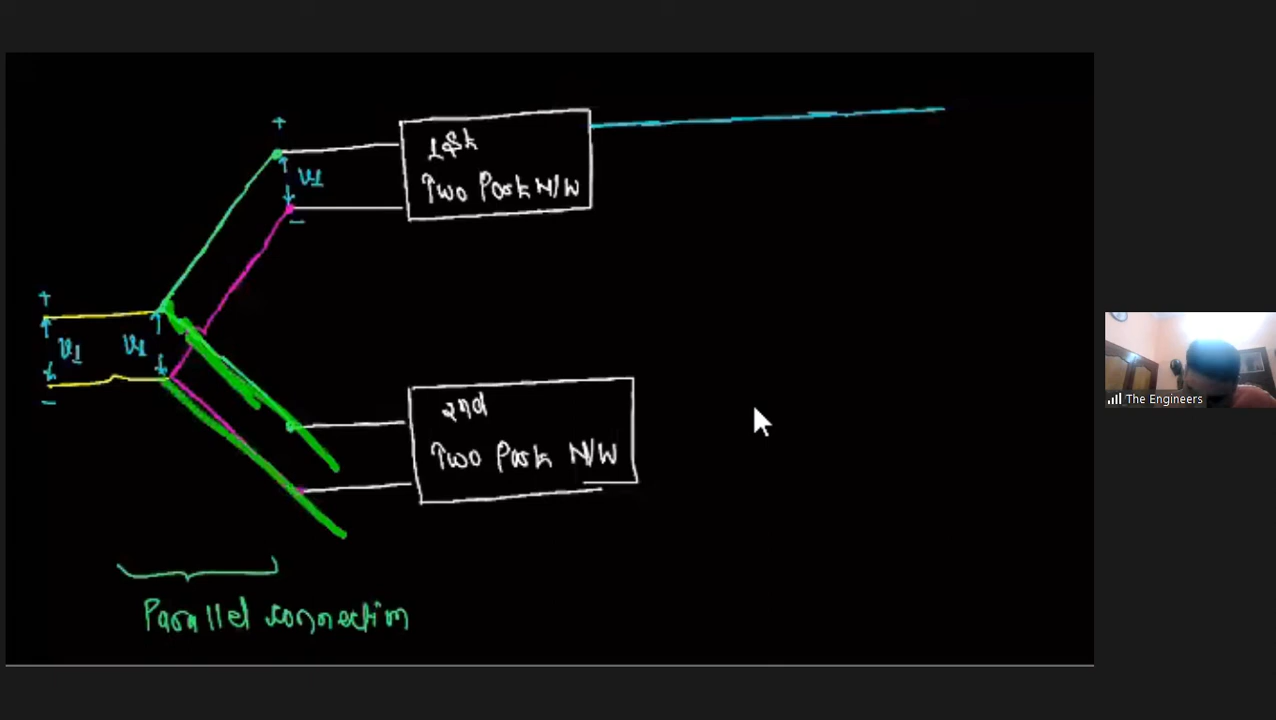 +
V1
-
1st
Two Port N/W
+
V1
V1
-
2nd
Two Port N/W
Parallel connection
The Engineers